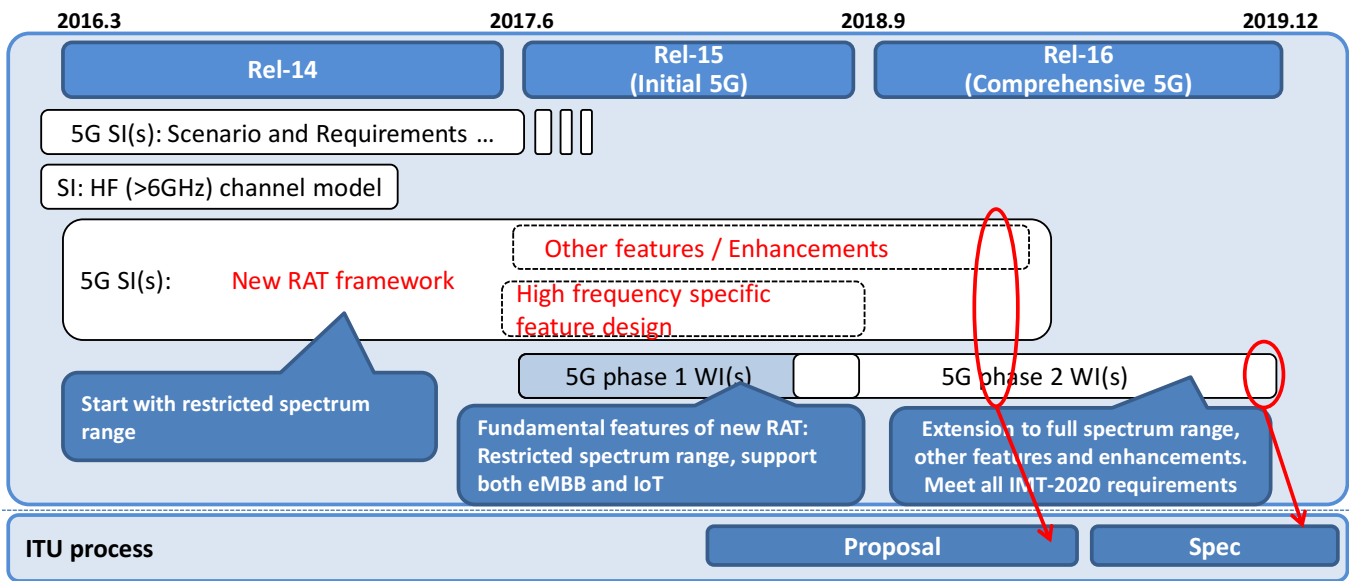 2016.3
2017.6
2018.9
2019.12
Rel-14
Rel-15
(Initial 5G)
Rel-16
(Comprehensive 5G)
5G SI(s): Scenario and Requirements ...
SI: HF (>6GHz) channel model
Other features / Enhancements
5G SI(s):
New RAT framework
High frequency specific
feature design
5G phase 1 WI(s)
5G phase 2 WI(s)
Start with restricted spectrum
range
Fundamental features of new RAT:
Restricted spectrum range, support
both eMBB and IoT
Extension to full spectrum range,
other features and enhancements.
Meet all IMT-2020 requirements
ITU process
Proposal
Spec